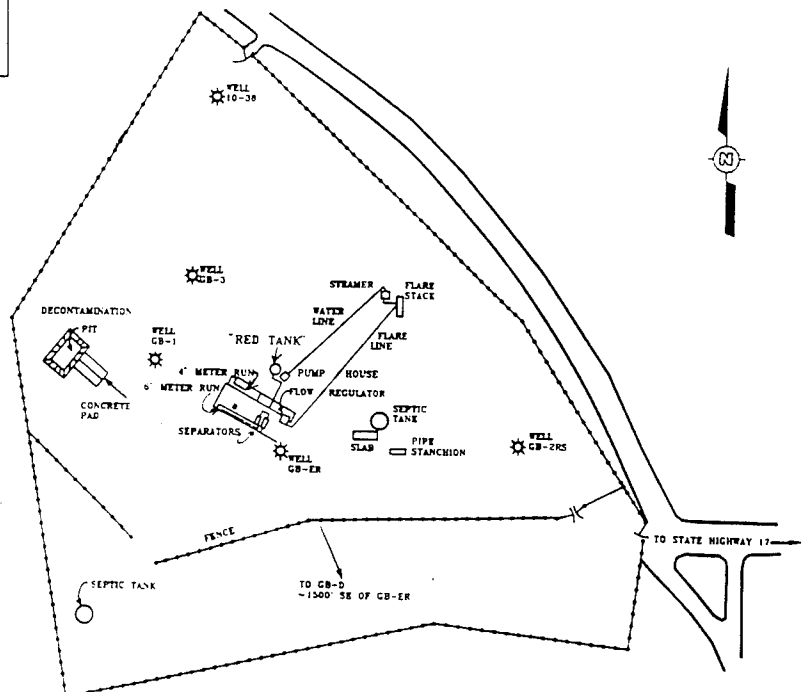 WELL
10-36
N
WELL
GB-3
STEAMER
FLARE
STACK
DECONTAMINATION
PIT
WATER
LINE
WELL
GB-1
"RED TANK"
FLARE
LINE
4" METER RUN
PUMP HOUSE
6" METER RUN
FLOW REGULATOR
CONCRETE
PAD
SEPTIC
TANK
SEPARATORS
SLAB
PIPE
STANCHION
WELL
GB-ER
WELL
GB-2RS
FENCE
TO STATE HIGHWAY 17
SEPTIC TANK
TO GB-D
~1500' SE OF GB-ER